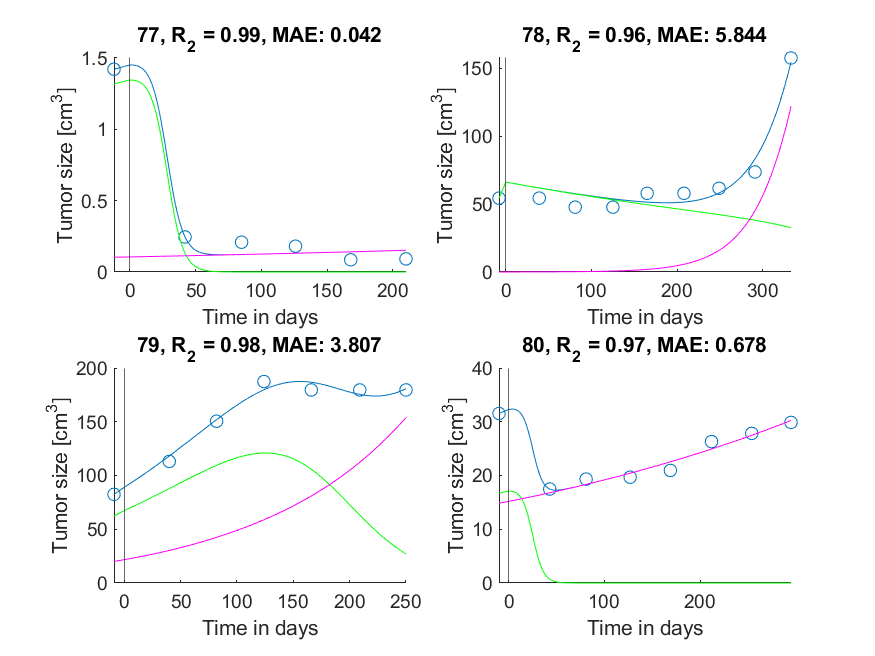 77, R2 = 0.99, MAE: 0.042
1.5
1
0.5
0
Tumor size [cm3]
0 50 100 150 200
Time in days
78, R2 = 0.96, MAE: 5.844
150
100
50
0
Tumor size [cm3]
0 100 200 300
Time in days
79, R2 = 0.98, MAE: 3.807
200
150
100
50
0
Tumor size [cm3]
0 50 100 150 200 250
Time in days
80, R2 = 0.97, MAE: 0.678
40
30
20
10
0
Tumor size [cm3]
0 100 200
Time in days